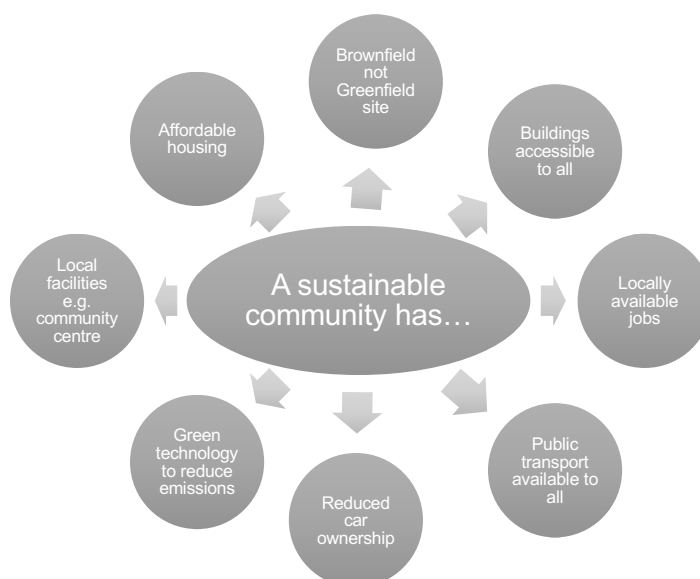 Brownfield
not
Greenfield
site
Affordable
housing
Buildings
accessible
to all
Local
facilities
e.g.
community
centre
A sustainable
community has…
Locally
available
jobs
Green
technology
to reduce
emissions
Reduced
car
ownership
Public
transport
available to
all